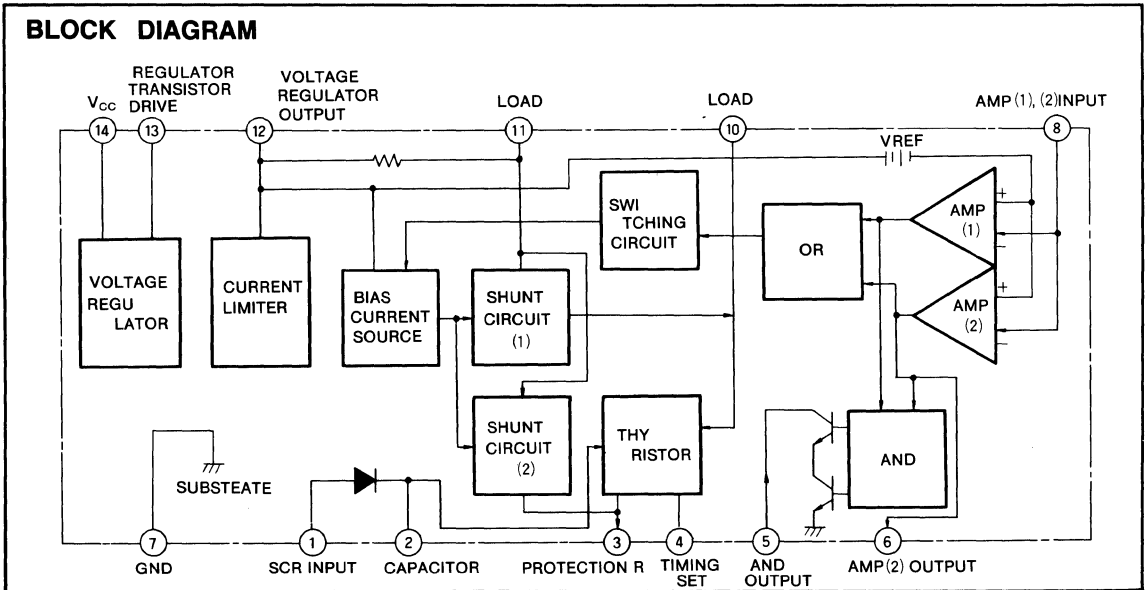 BLOCK DIAGRAM
REGULATOR
TRANSISTOR
DRIVE
VOLTAGE
REGULATOR
OUTPUT
VCC
LOAD
LOAD
AMP (1), (2) INPUT
14
13
12
11
10
8
VREF
SWI
TCHING
CIRCUIT
OR
+
AMP
(1)
−
+
AMP
(2)
−
VOLTAGE
REGU
LATOR
CURRENT
LIMITER
BIAS
CURRENT
SOURCE
SHUNT
CIRCUIT
(1)
SHUNT
CIRCUIT
(2)
THY
RISTOR
AND
SUBSTEATE
7
1
2
3
4
5
6
GND
SCR INPUT
CAPACITOR
PROTECTION R
TIMING
SET
AND
OUTPUT
AMP (2) OUTPUT